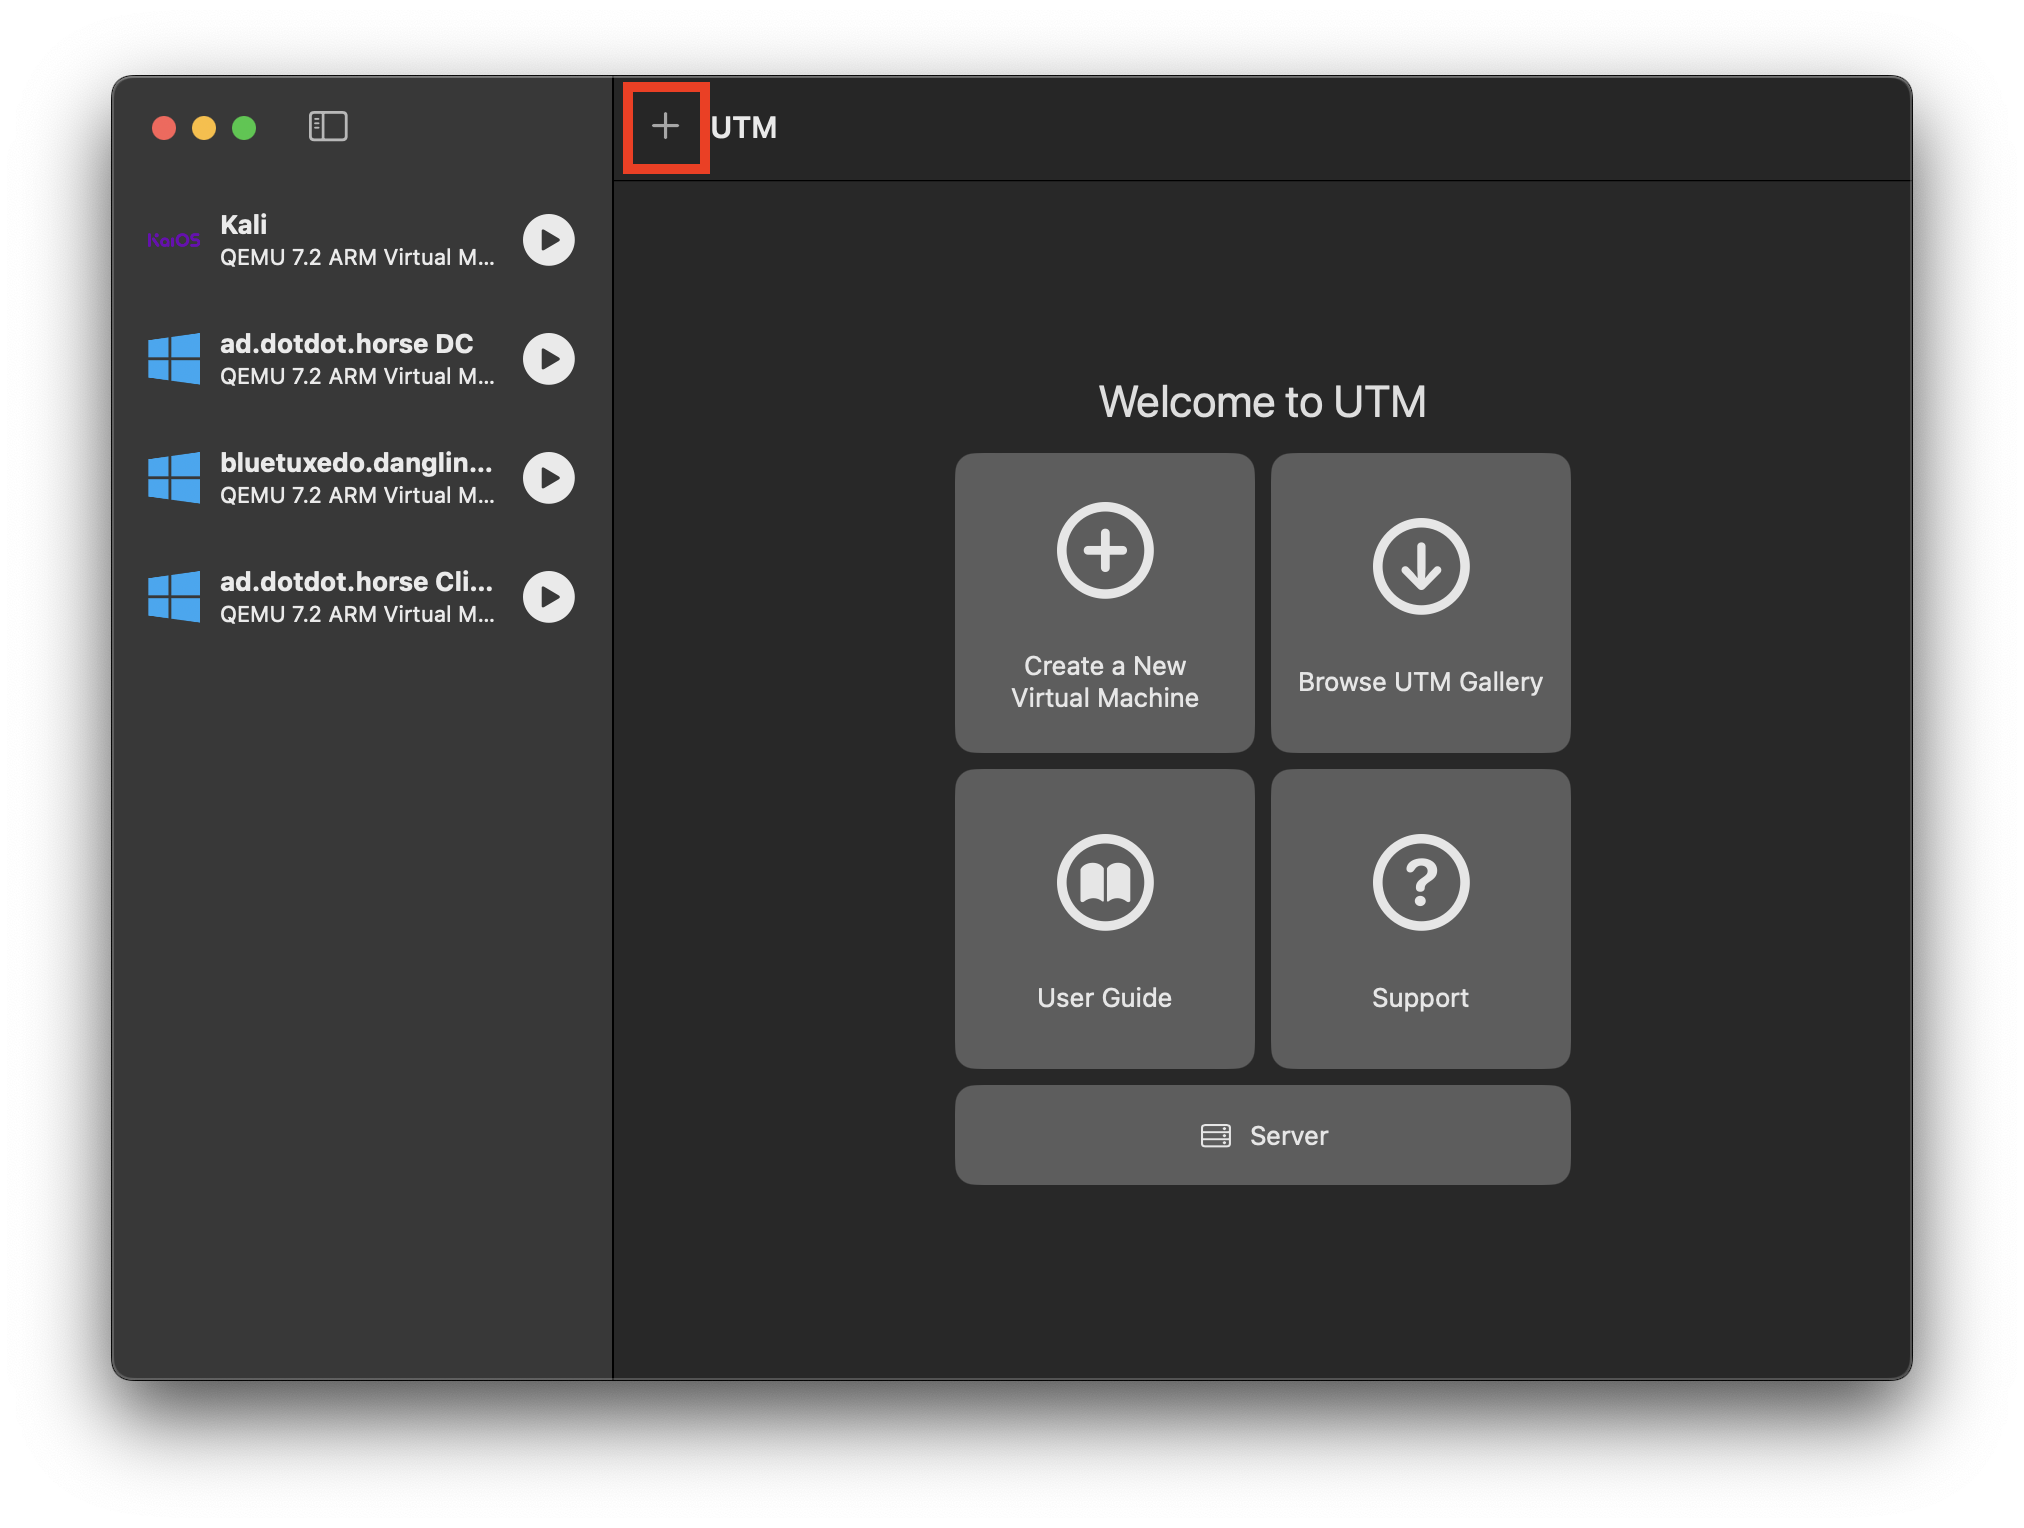 UTM
KaiOS
Kali
QEMU 7.2 ARM Virtual M...
ad.dotdot.horse DC
QEMU 7.2 ARM Virtual M...
bluetuxedo.danglin...
QEMU 7.2 ARM Virtual M...
ad.dotdot.horse Cli...
QEMU 7.2 ARM Virtual M...
Welcome to UTM
Create a New
Virtual Machine
Browse UTM Gallery
User Guide
Support
Server